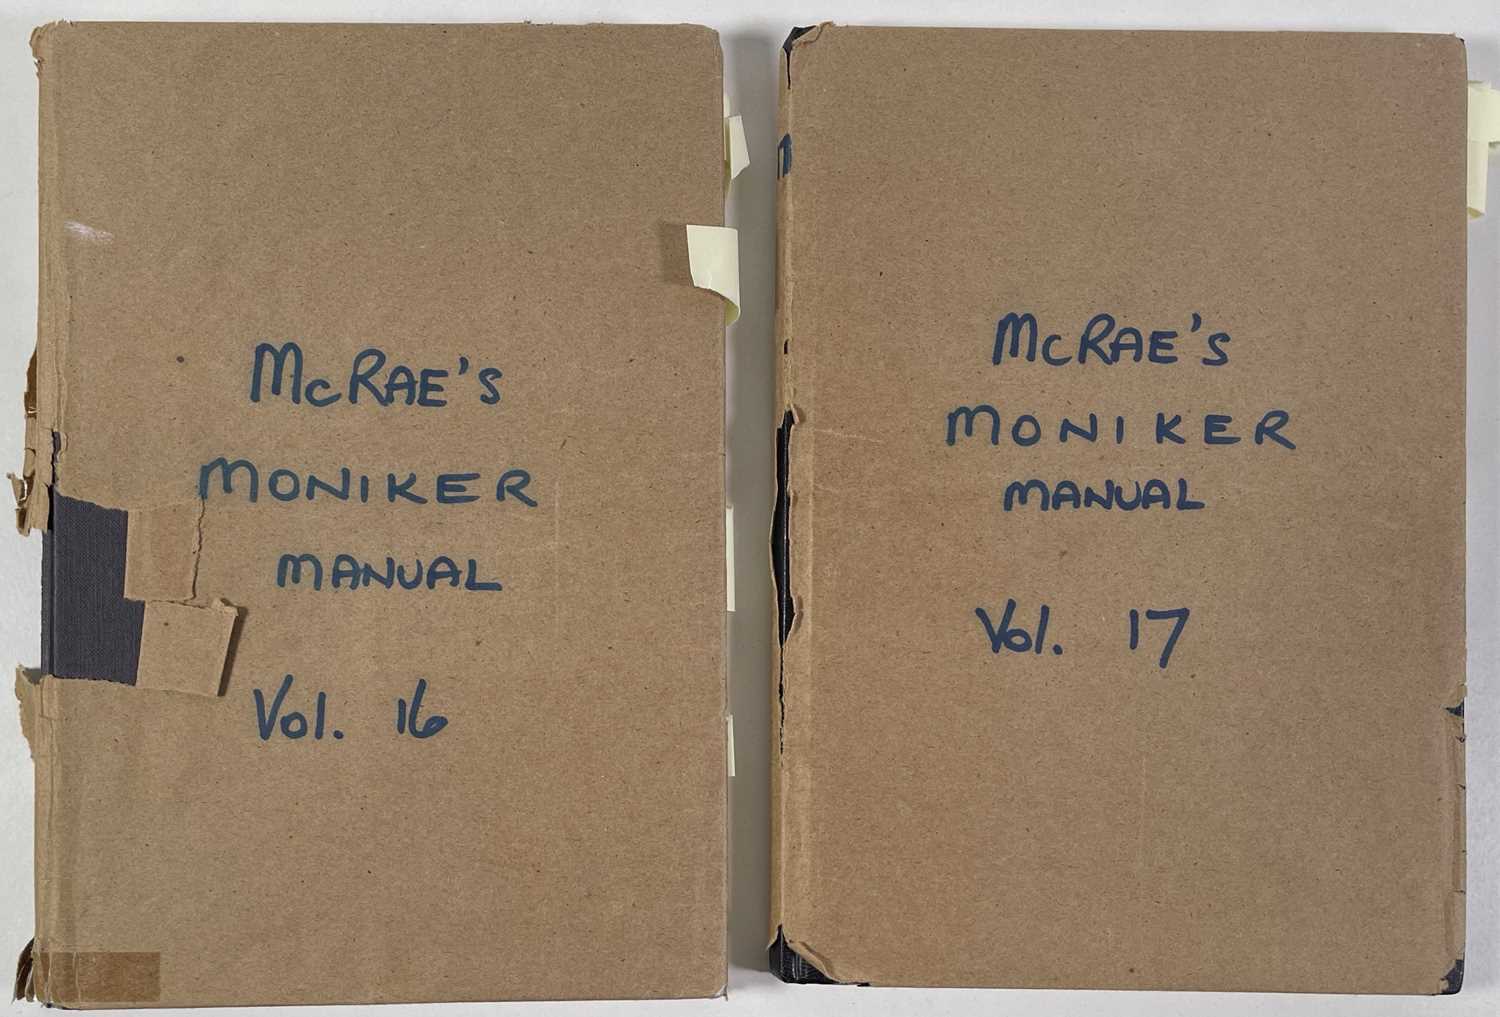 McRAE'S
MONIKER
MANUAL
Vol. 16
McRAE'S
MONIKER
MANUAL
Vol. 17